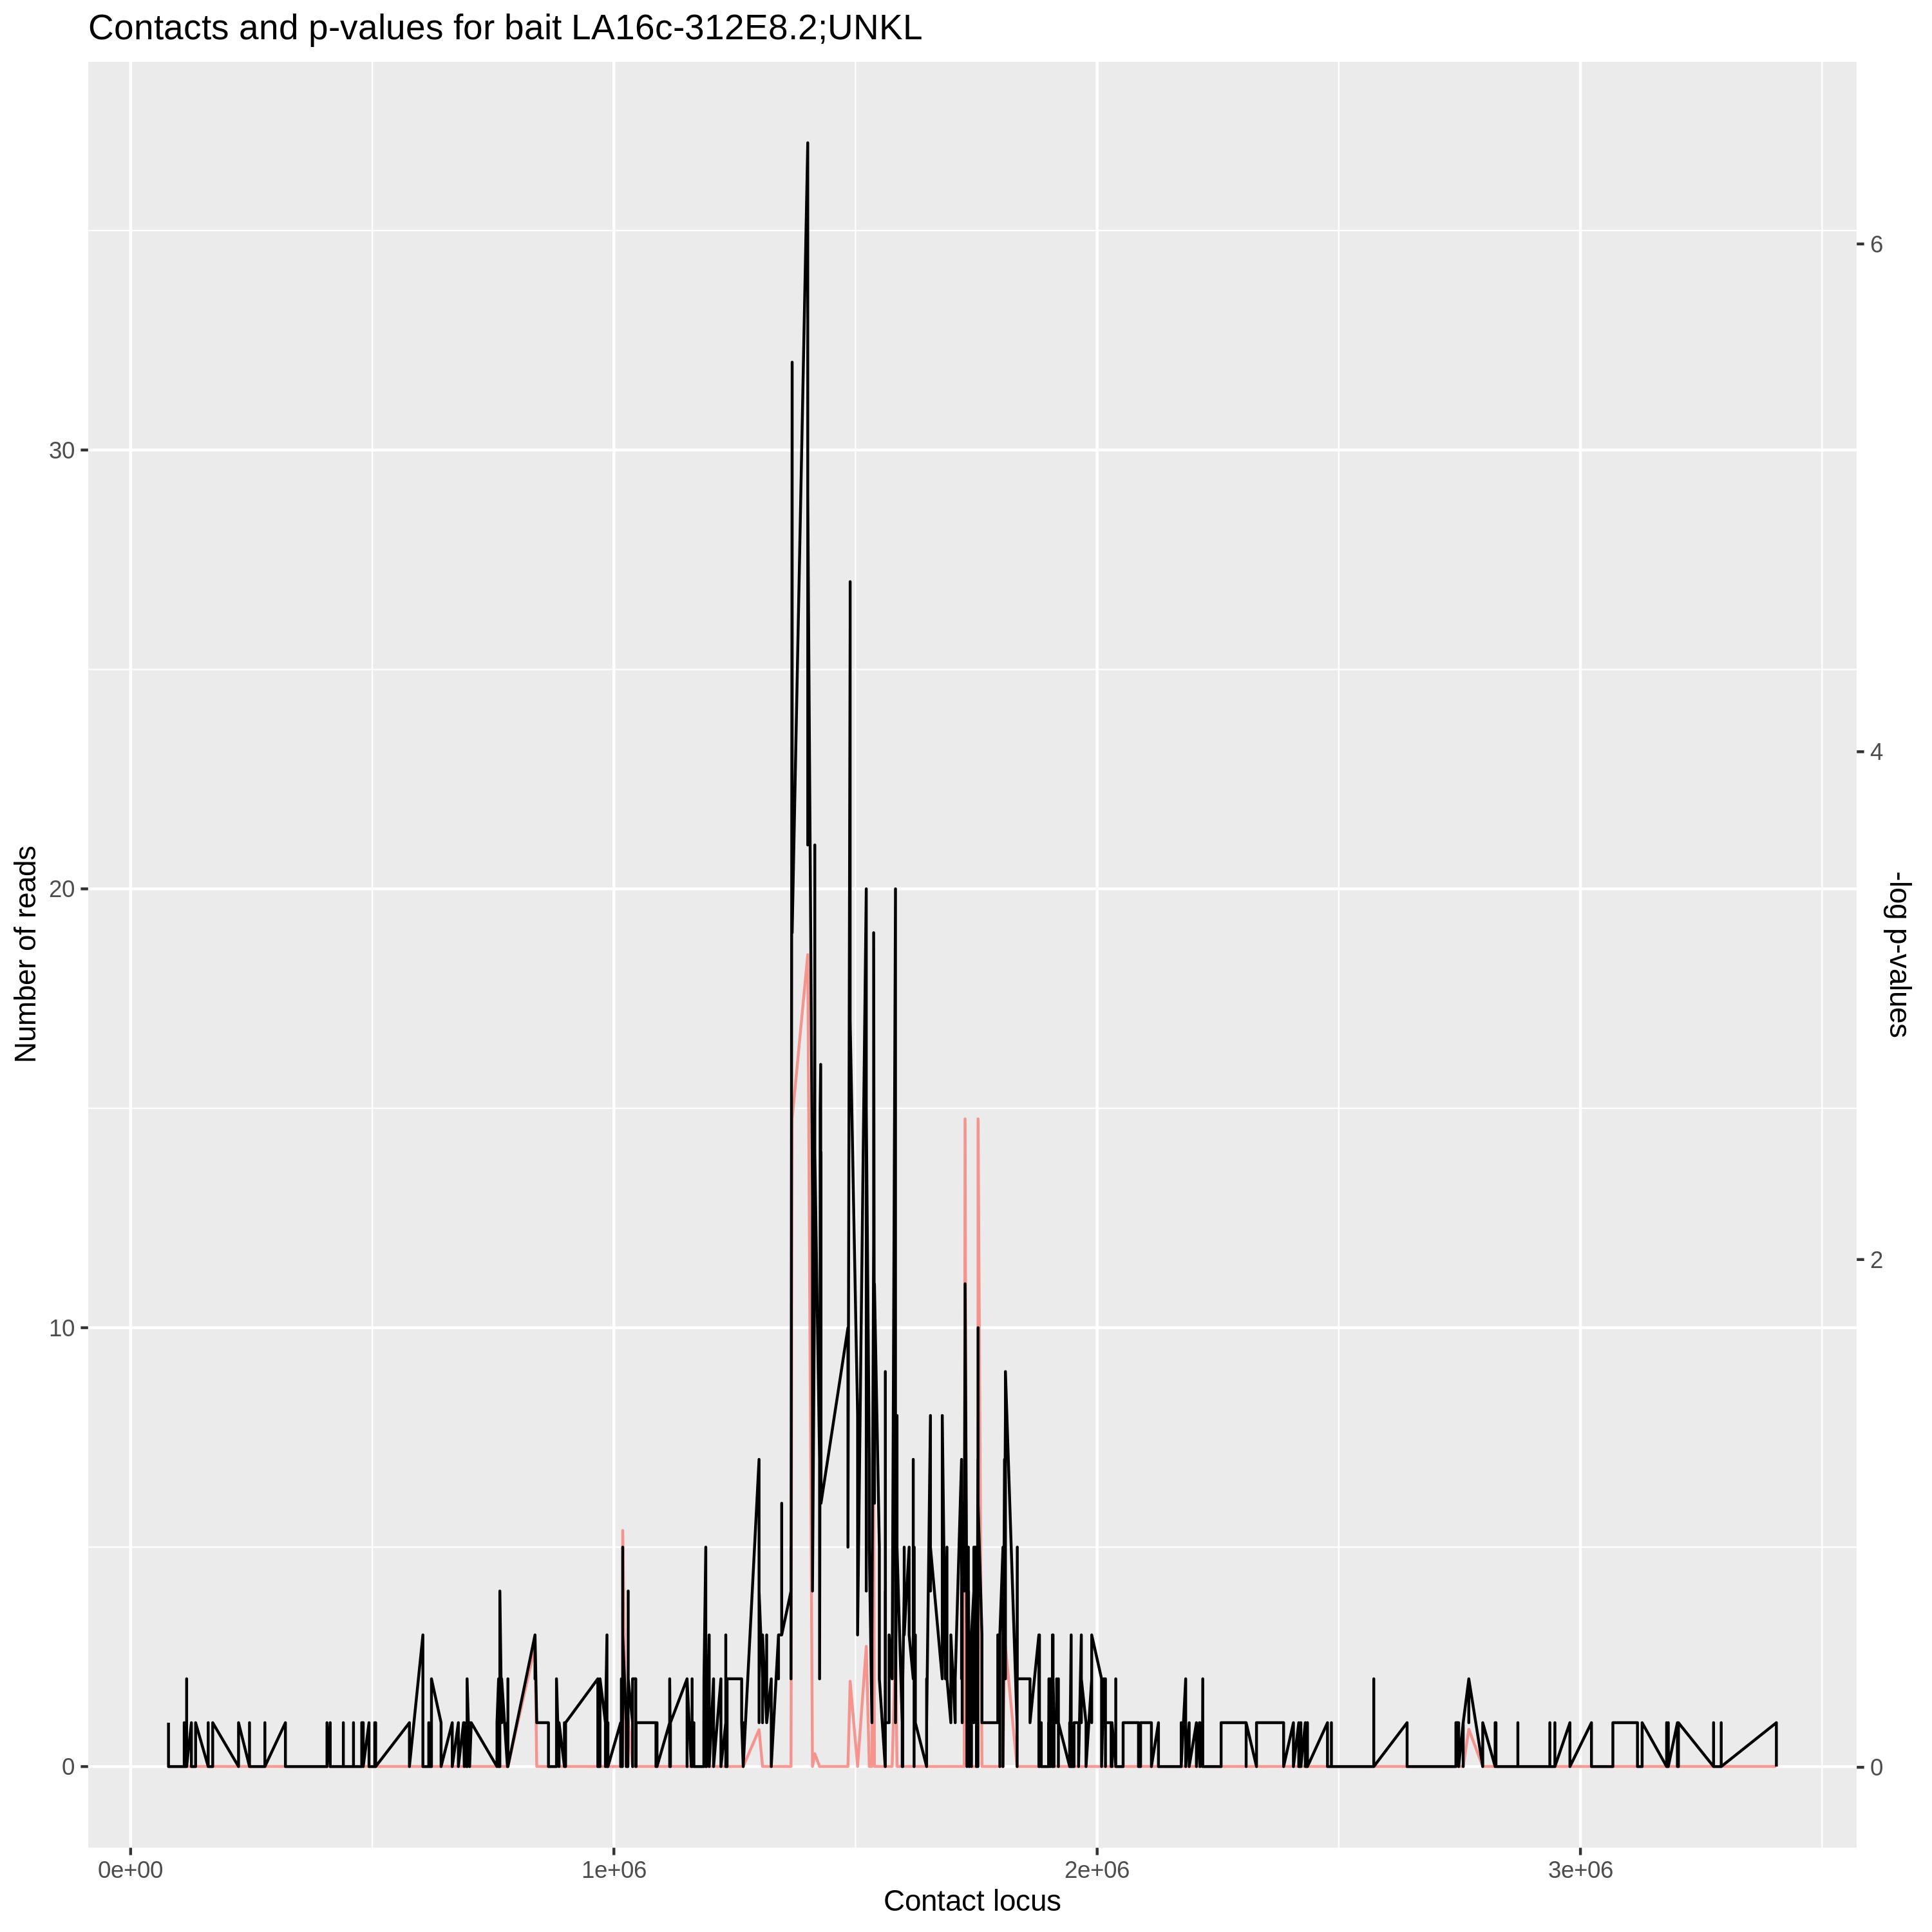 Contacts and p-values for bait LA16c-312E8.2;UNKL
Number of reads
30
20
10
0
6
4
2
0
-log p-values
0e+00 1e+06 2e+06 3e+06
Contact locus